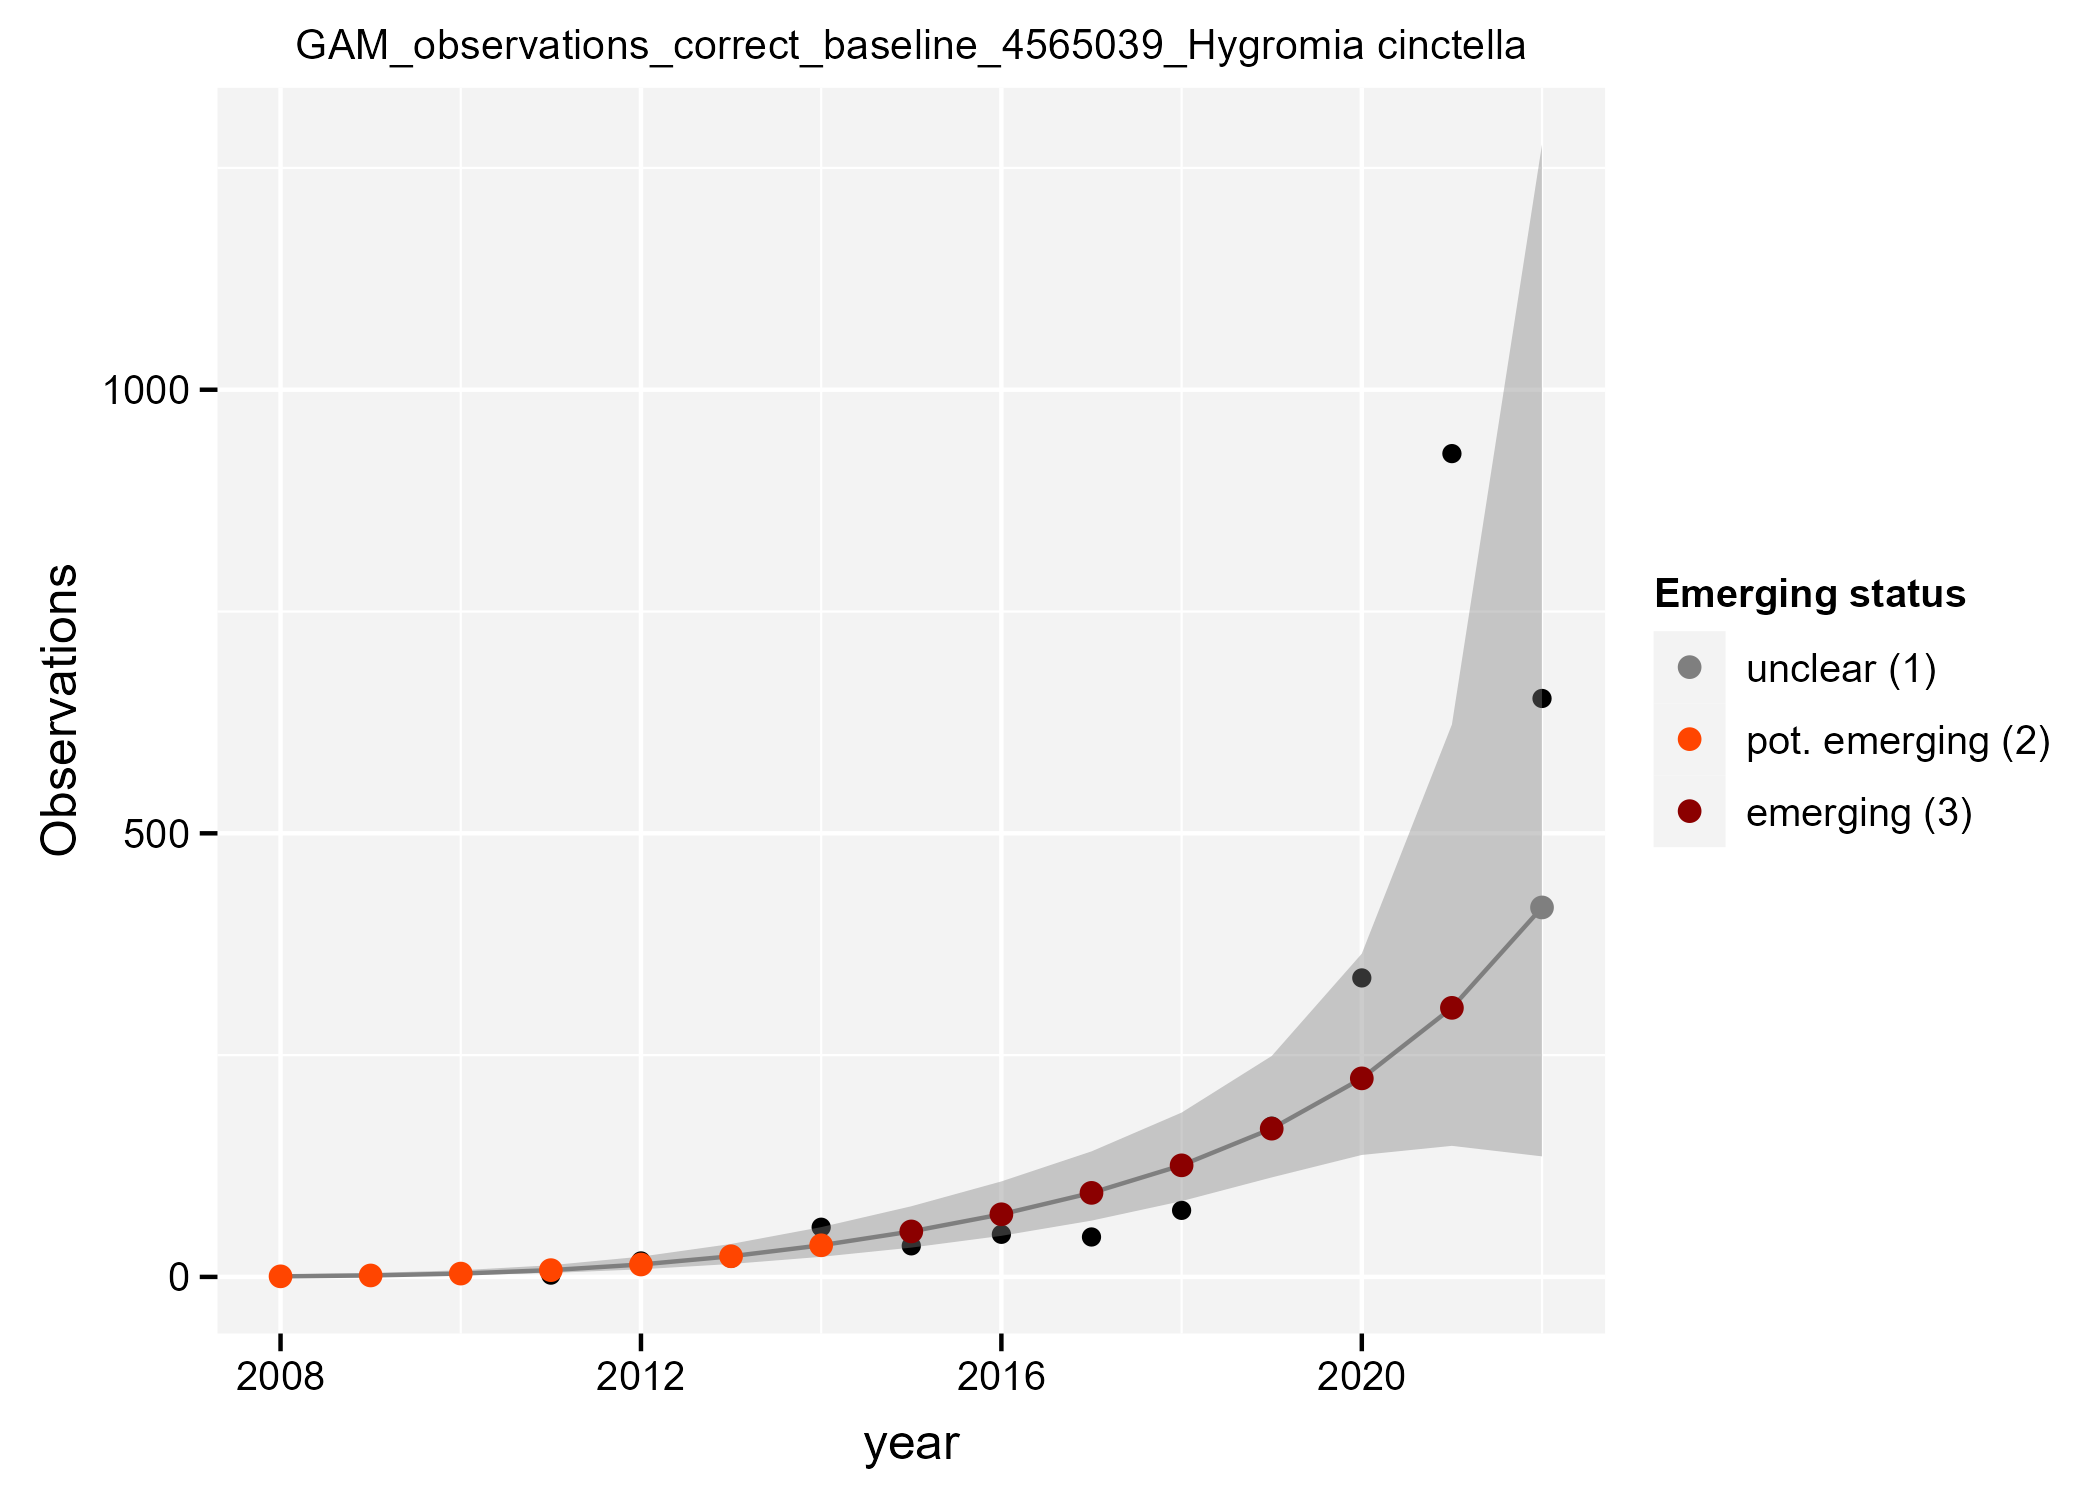 GAM_observations_correct_baseline_4565039_Hygromia cinctella
1000
500
0
Observations
2008
2012
2016
2020
year
Emerging status
unclear (1)
pot. emerging (2)
emerging (3)